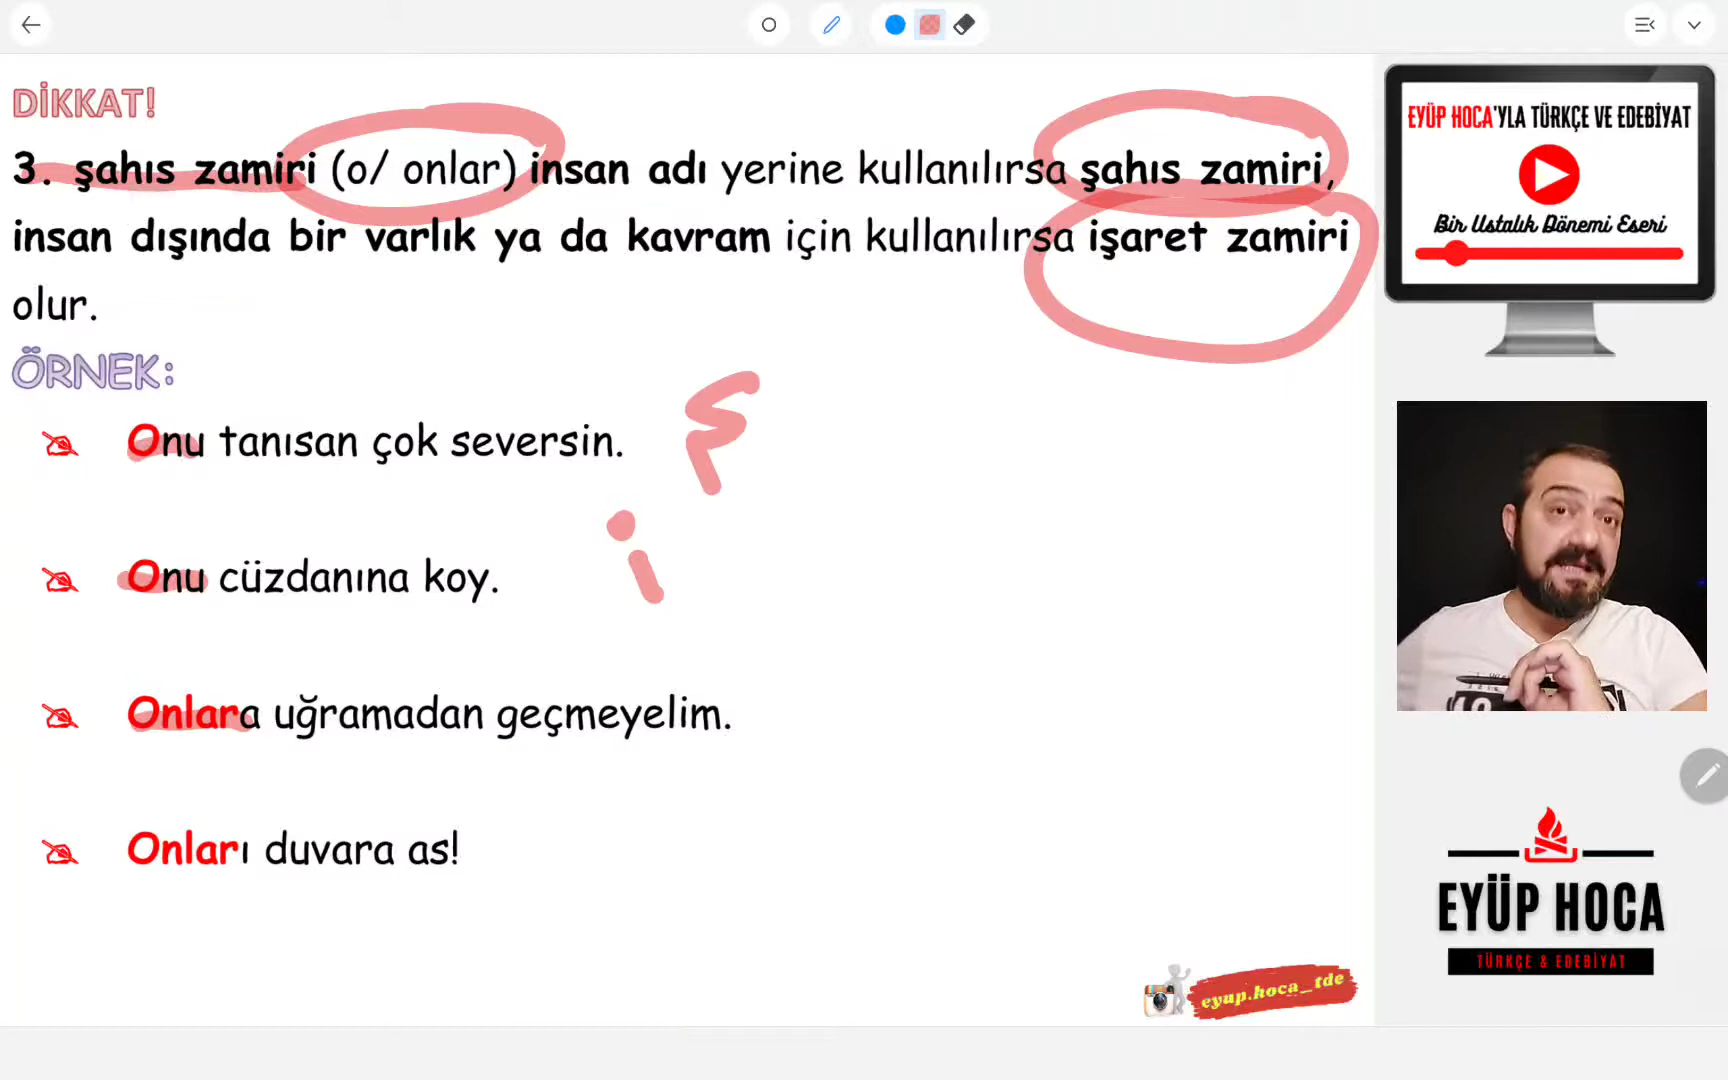 DİKKAT!
3. şahıs zamiri (o/ onlar) insan adı yerine kullanılırsa şahıs zamiri,
insan dışında bir varlık ya da kavram için kullanılırsa işaret zamiri
olur.
ÖRNEK:
Onu tanısan çok seversin.
Onu cüzdanına koy.
Onlara uğramadan geçmeyelim.
Onları duvara as!
eyup.hoca_tde
EYÜP HOCA'YLA TÜRKÇE VE EDEBİYAT
Bir Ustalık Dönemi Eseri
EYÜP HOCA
TÜRKÇE & EDEBİYAT